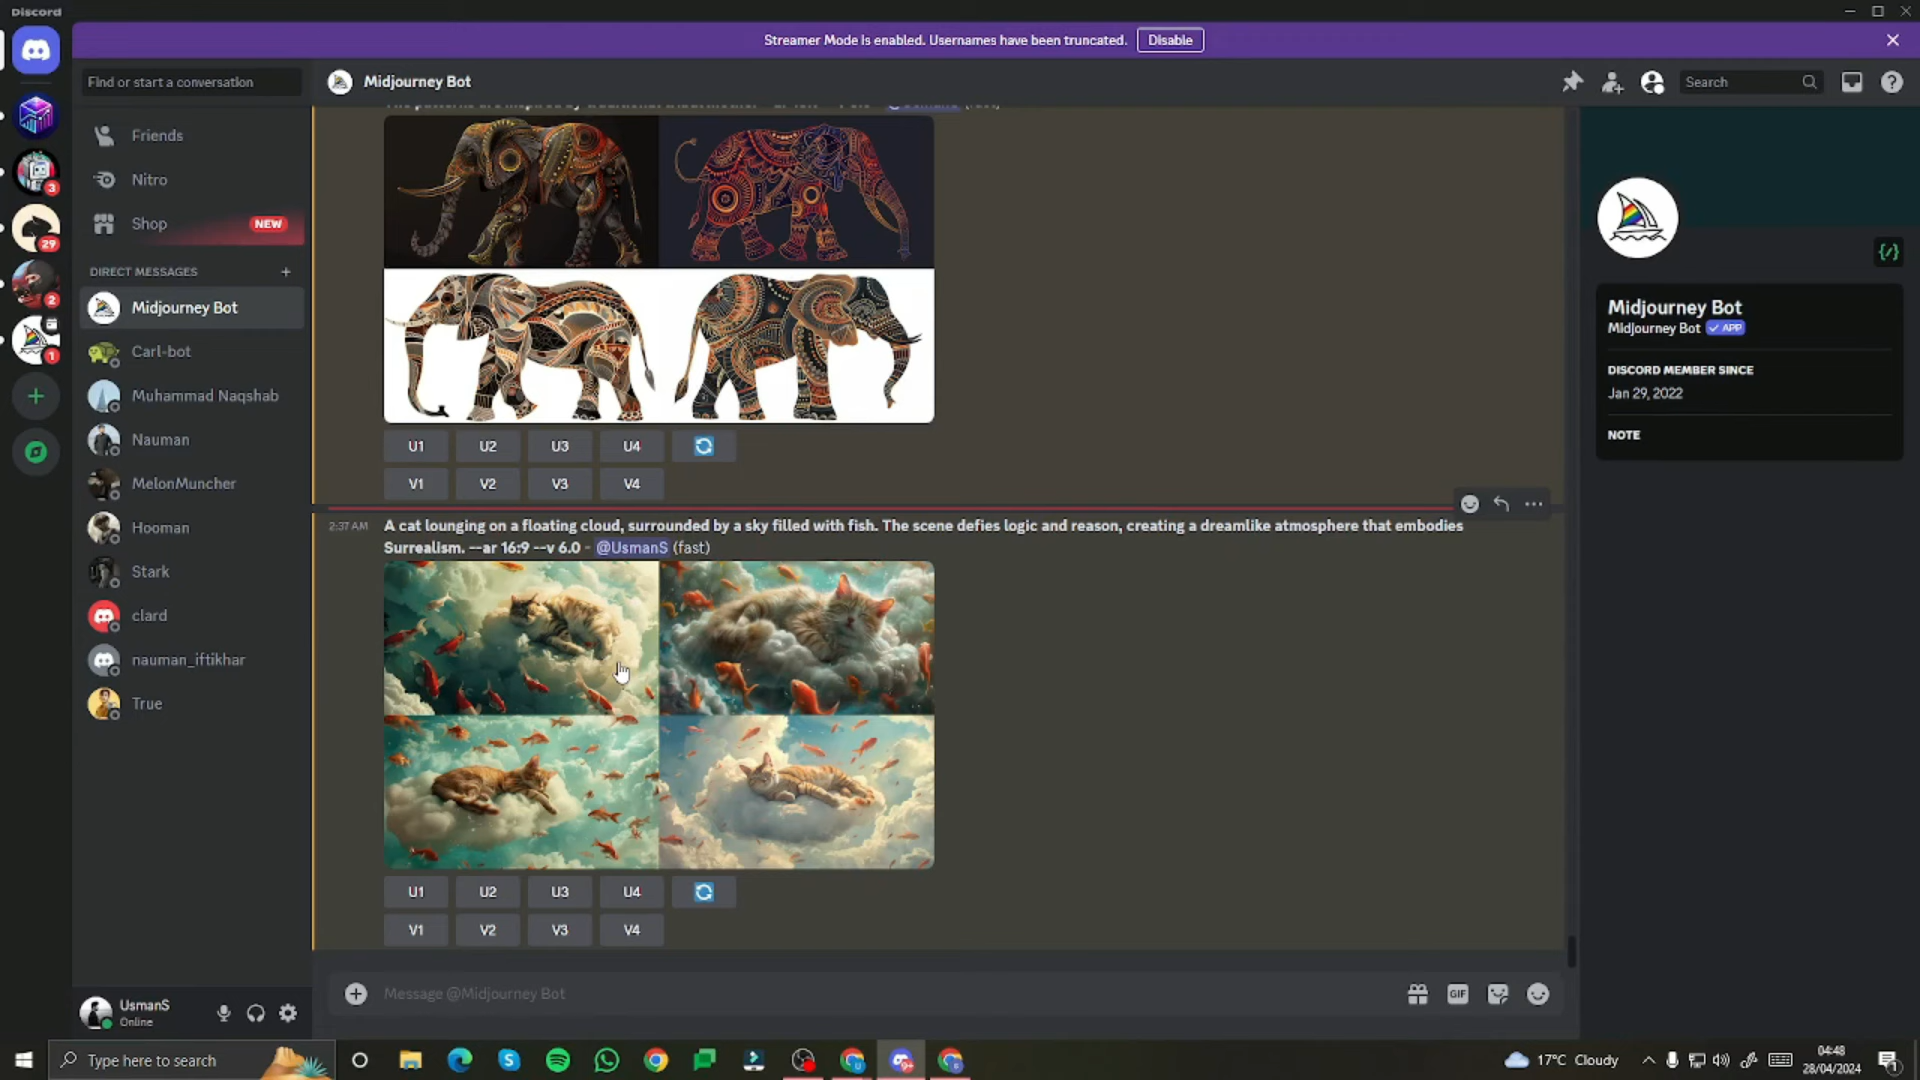 Discord
Streamer Mode is enabled. Usernames have been truncated. Disable
Find or start a conversation
Midjourney Bot
Search
Friends
Nitro
Shop NEW
DIRECT MESSAGES
Midjourney Bot
Carl-bot
Muhammad Naqshab
Nauman
MelonMuncher
Hooman
Stark
clard
nauman_iftikhar
True
3
29
2
1
U1 U2 U3 U4
V1 V2 V3 V4
2:37 AM A cat lounging on a floating cloud, surrounded by a sky filled with fish. The scene defies logic and reason, creating a dreamlike atmosphere that embodies
Surrealism. --ar 16:9 --v 6.0 - @UsmanS (fast)
U1 U2 U3 U4
V1 V2 V3 V4
Message @Midjourney Bot
GIF
Midjourney Bot
Midjourney Bot APP
DISCORD MEMBER SINCE
Jan 29, 2022
NOTE
UsmanS
Online
Type here to search
17°C Cloudy
04:48
28/04/2024